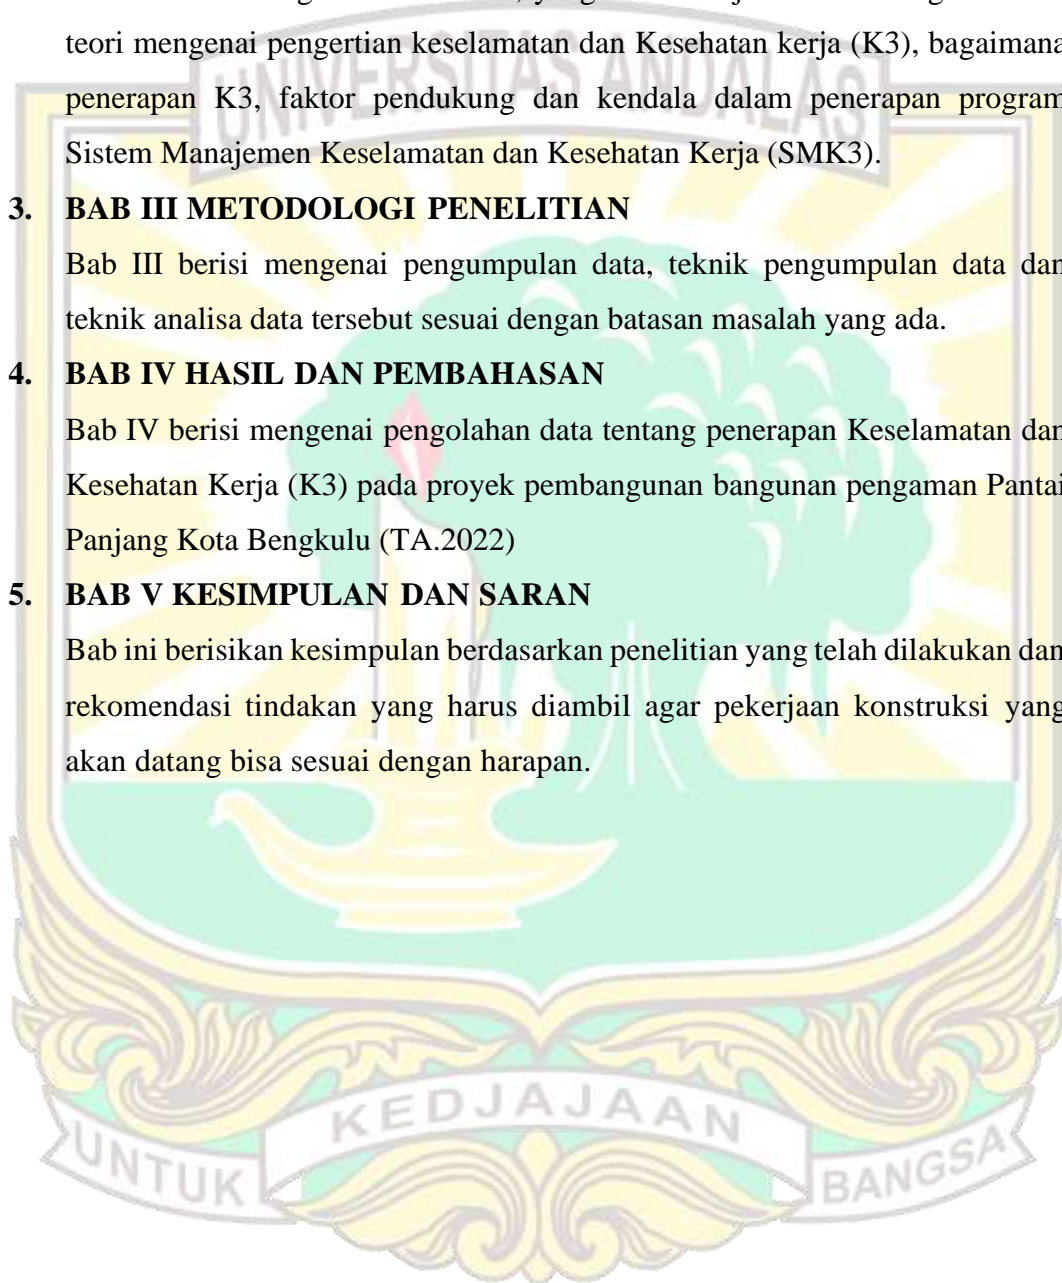 teori mengenai pengertian keselamatan dan Kesehatan kerja (K3), bagaimana
penerapan K3, faktor pendukung dan kendala dalam penerapan program
Sistem Manajemen Keselamatan dan Kesehatan Kerja (SMK3).
3. BAB III METODOLOGI PENELITIAN
Bab III berisi mengenai pengumpulan data, teknik pengumpulan data dan
teknik analisa data tersebut sesuai dengan batasan masalah yang ada.
4. BAB IV HASIL DAN PEMBAHASAN
Bab IV berisi mengenai pengolahan data tentang penerapan Keselamatan dan
Kesehatan Kerja (K3) pada proyek pembangunan bangunan pengaman Pantai
Panjang Kota Bengkulu (TA.2022)
5. BAB V KESIMPULAN DAN SARAN
Bab ini berisikan kesimpulan berdasarkan penelitian yang telah dilakukan dan
rekomendasi tindakan yang harus diambil agar pekerjaan konstruksi yang
akan datang bisa sesuai dengan harapan.
UNIVERSITAS ANDALAS
UNTUK KEDJAJAAN BANGSA